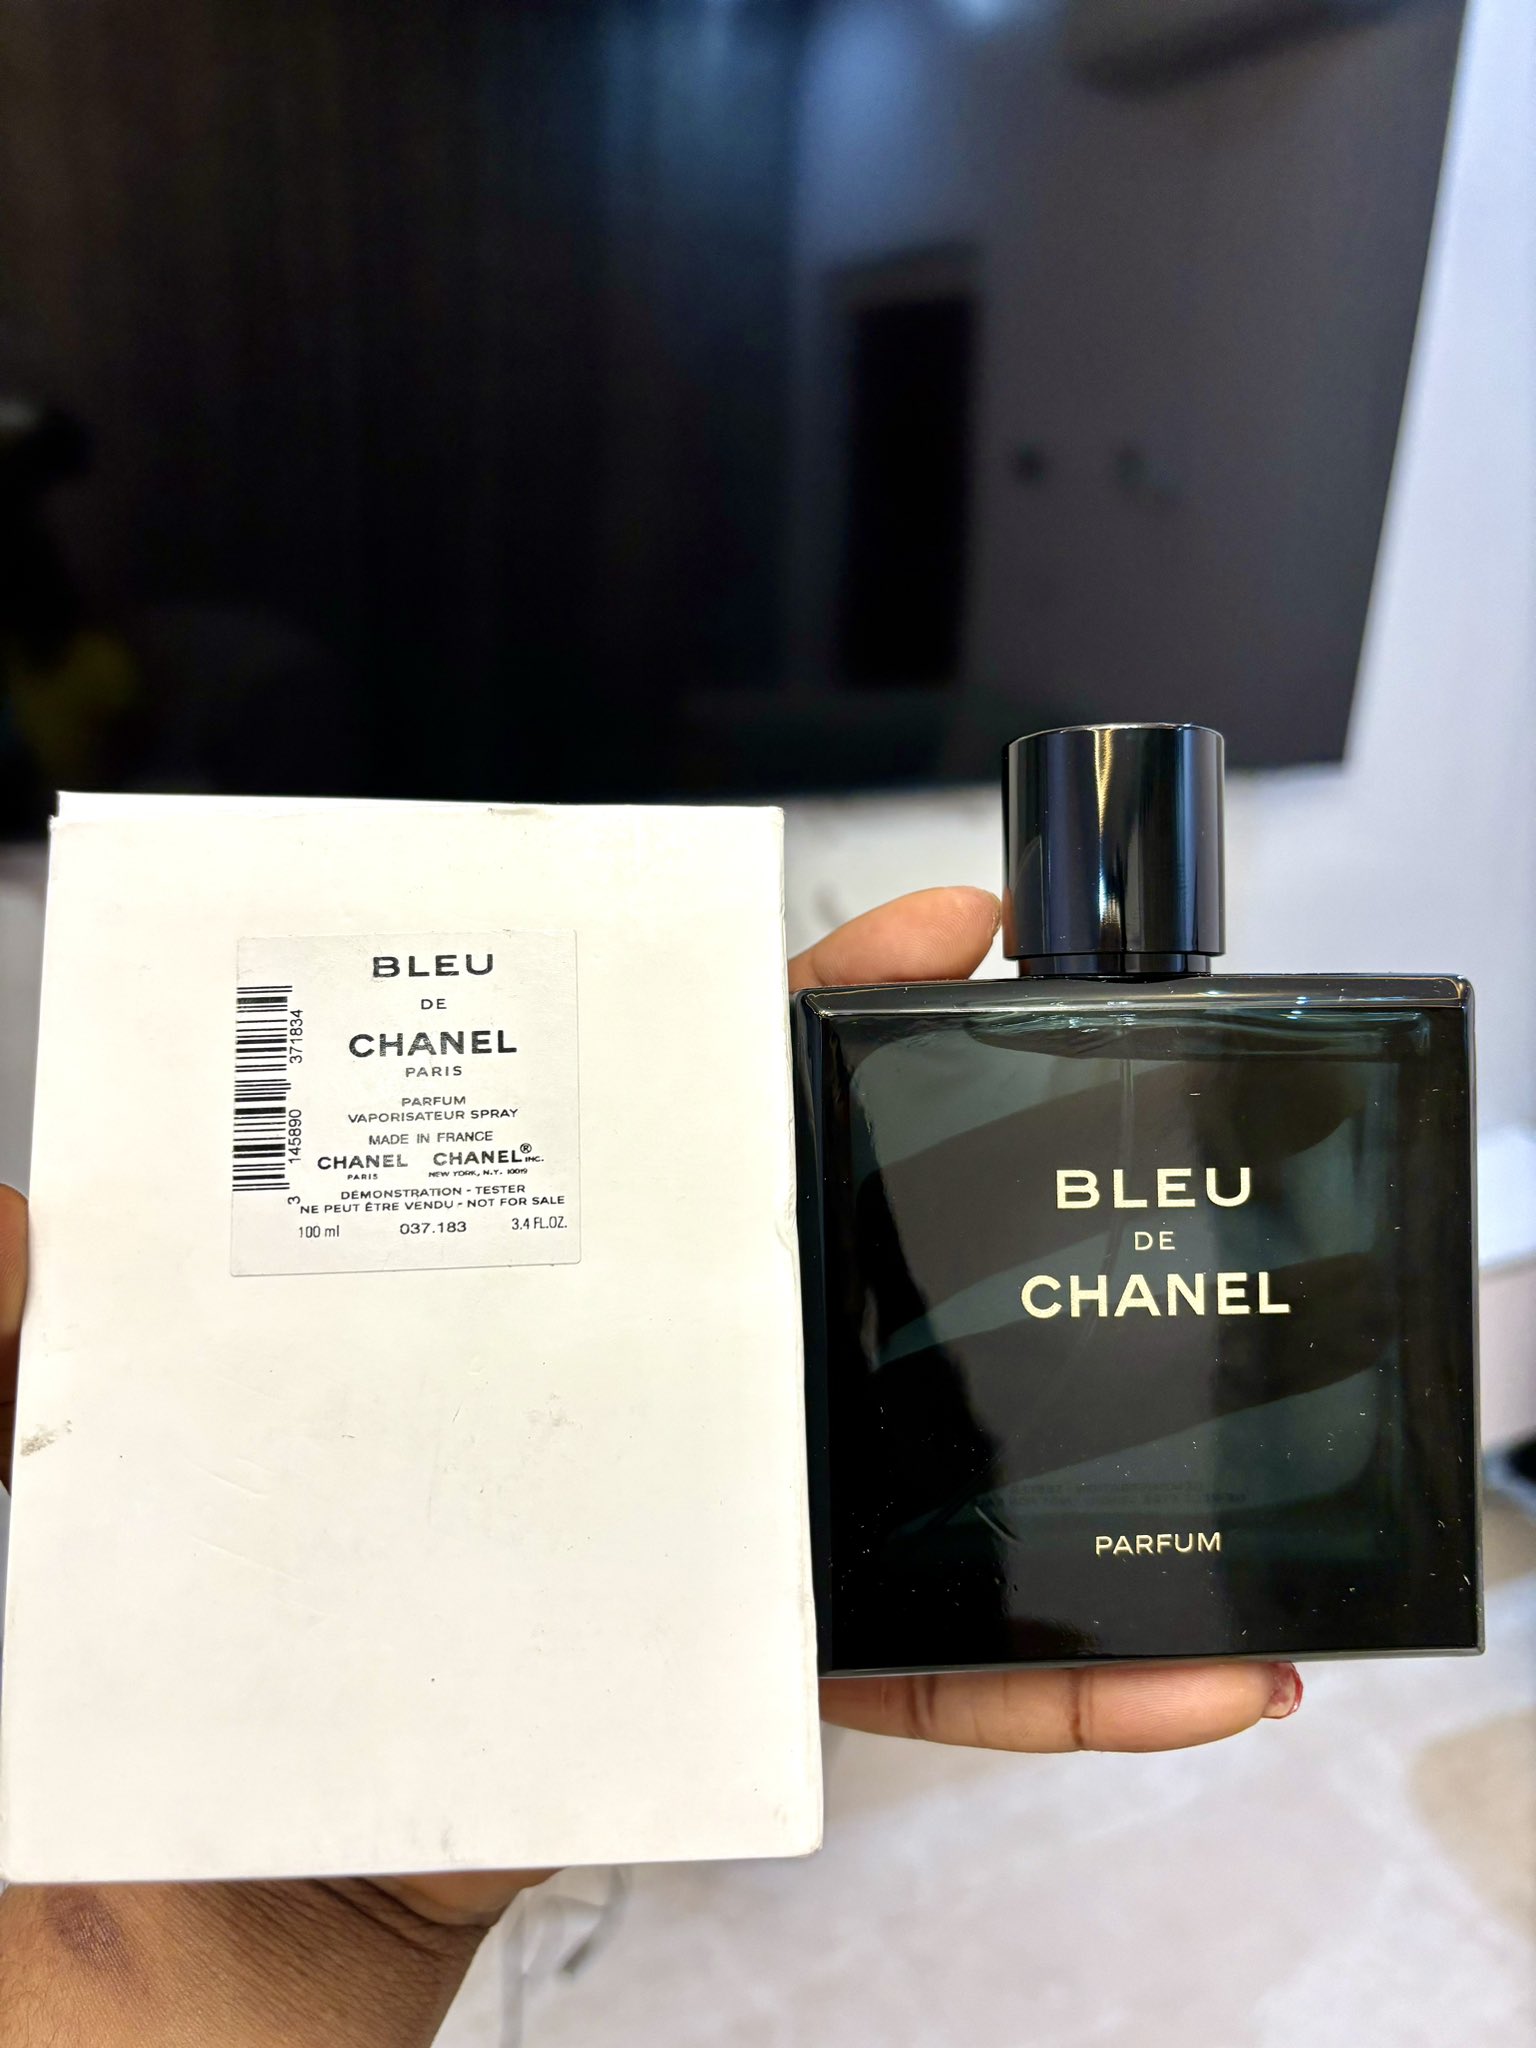 BLEU
DE
CHANEL
PARIS
PARFUM
VAPORISATEUR SPRAY
MADE IN FRANCE
CHANEL CHANEL® INC.
PARIS NEW YORK, N.Y. 10019
DÉMONSTRATION - TESTER
NE PEUT ÊTRE VENDU - NOT FOR SALE
100 ml 037.183 3.4 FL.OZ.
3 145890 371834
BLEU
DE
CHANEL
PARFUM